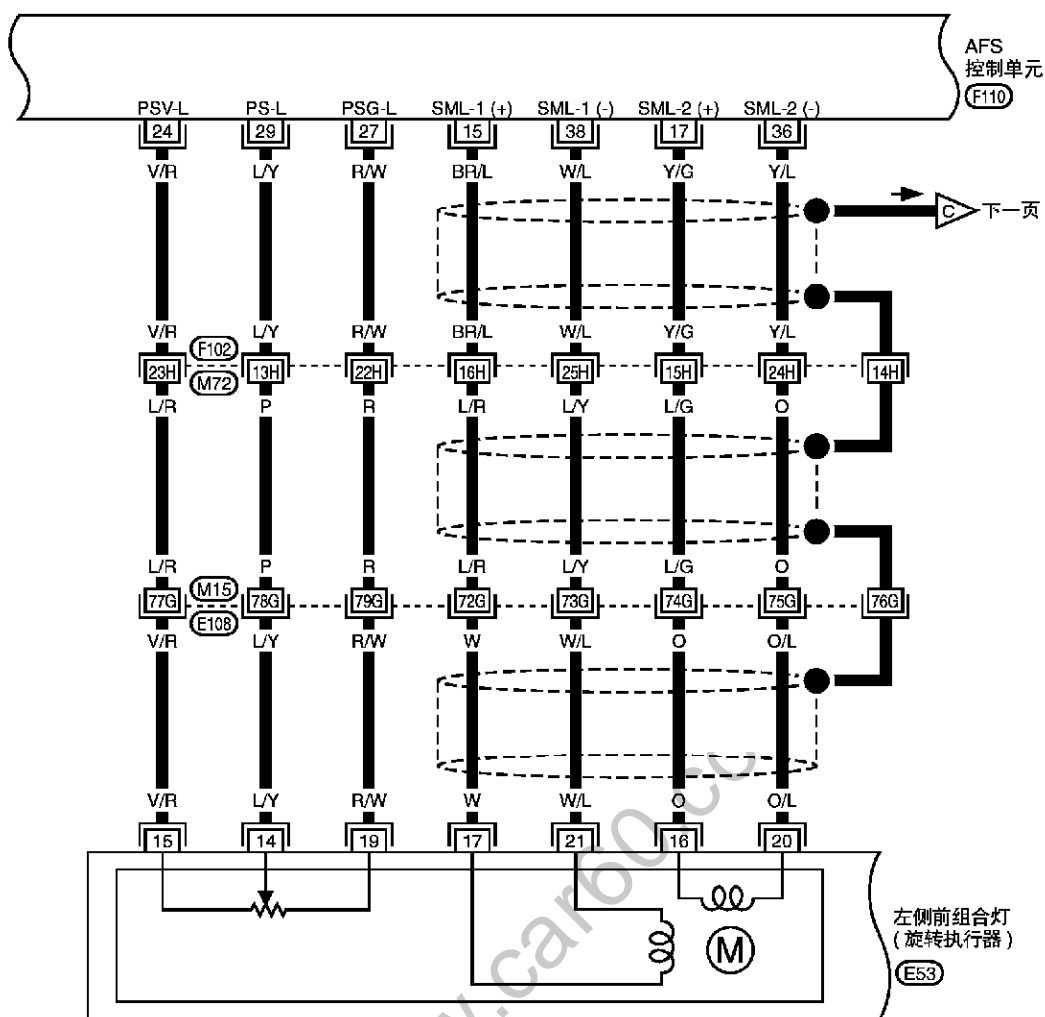 AFS
控制单元
F110
PSV-L PS-L PSG-L SML-1 (+) SML-1 (-) SML-2 (+) SML-2 (-)
24 29 27 15 38 17 36
V/R L/Y R/W BR/L W/L Y/G Y/L
C 下一页
V/R L/Y R/W BR/L W/L Y/G Y/L
F102
23H 13H 22H 16H 25H 15H 24H 14H
M72
L/R P R L/R L/Y L/G O
L/R P R L/R L/Y L/G O
M15
77G 78G 79G 72G 73G 74G 75G 76G
E108
V/R L/Y R/W W W/L O O/L
V/R L/Y R/W W W/L O O/L
15 14 19 17 21 16 20
左侧前组合灯
(旋转执行器)
M
E53